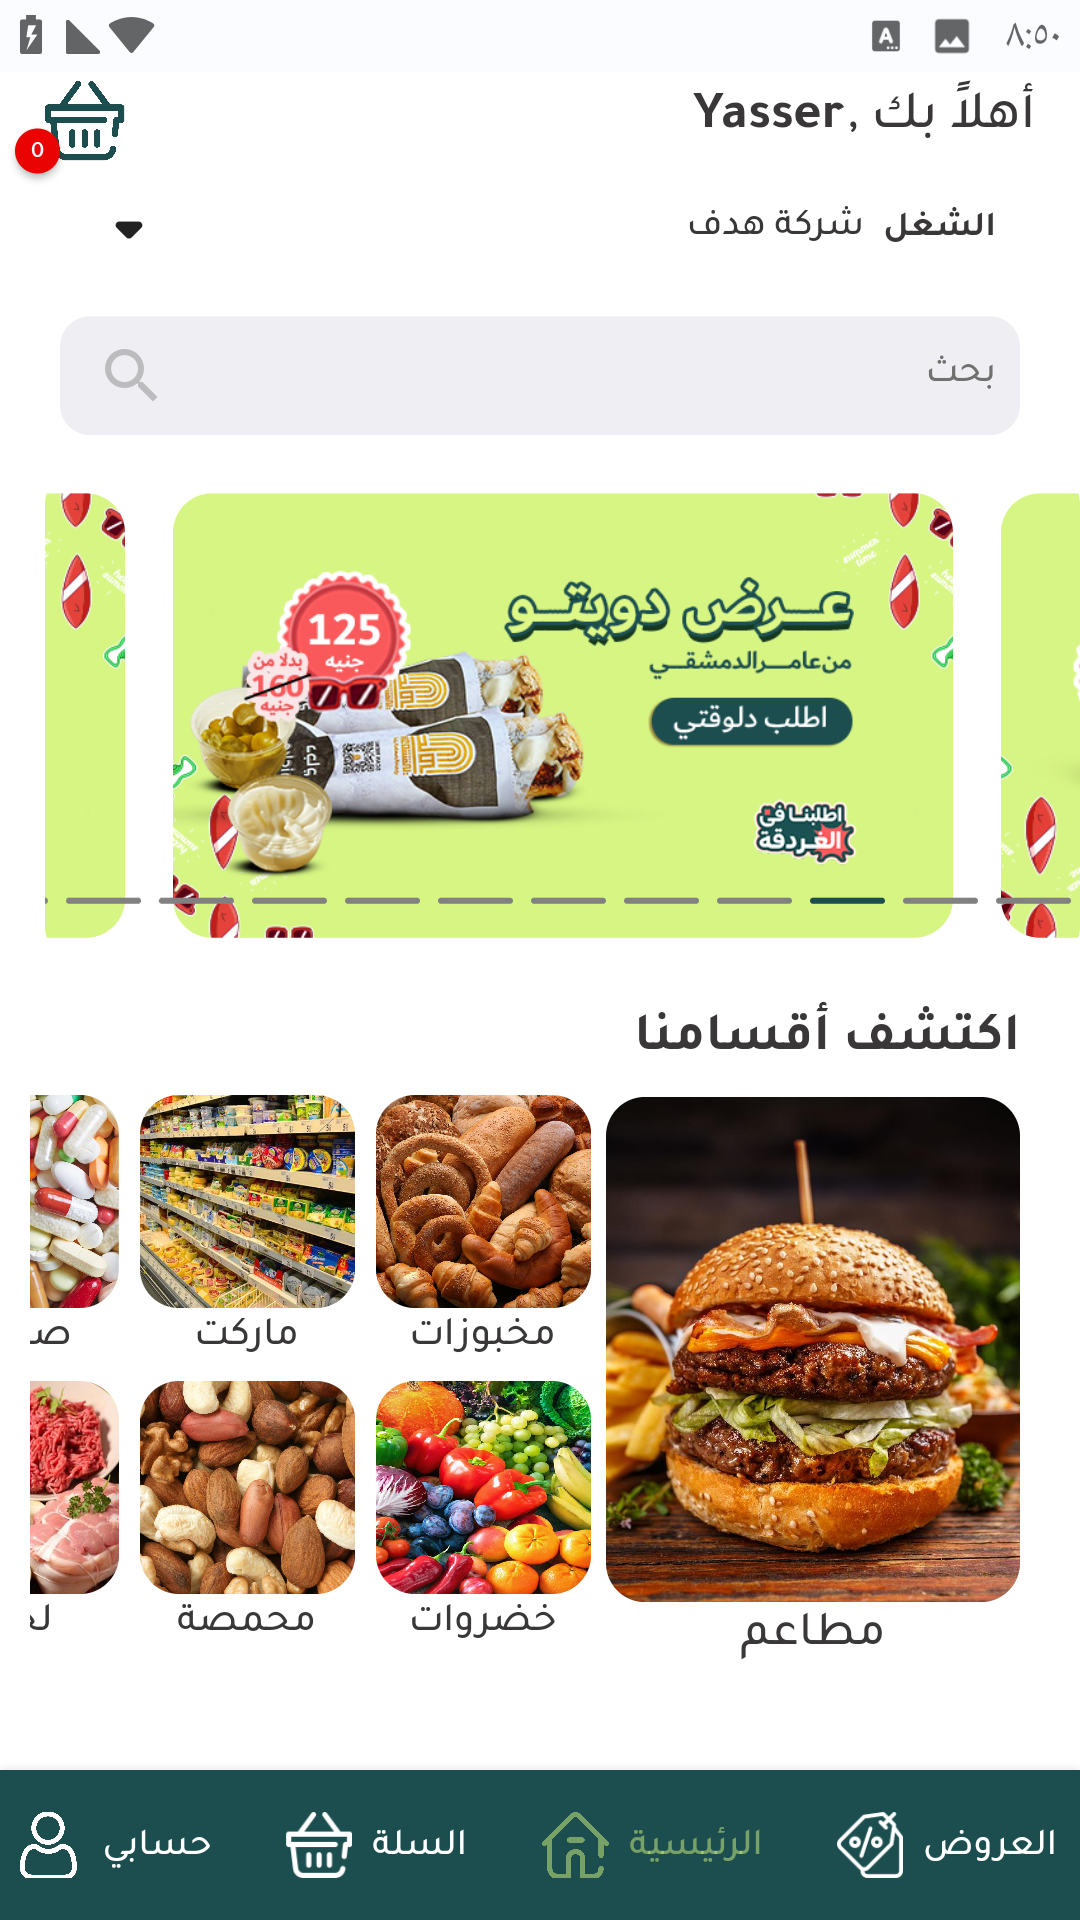 ٨:٥٠
أهلاً بك ,Yasser
0
الشغل شركة هدف
بحث
عرض دويتو
من عامر الدمشقي
اطلب دلوقتي
125
جنيه
بدلا من
160
جنيه
اطلبنا في
الغردقة
اكتشف أقسامنا
مطاعم
مخبوزات
ماركت
خضروات
محمصة
العروض
الرئيسية
السلة
حسابي